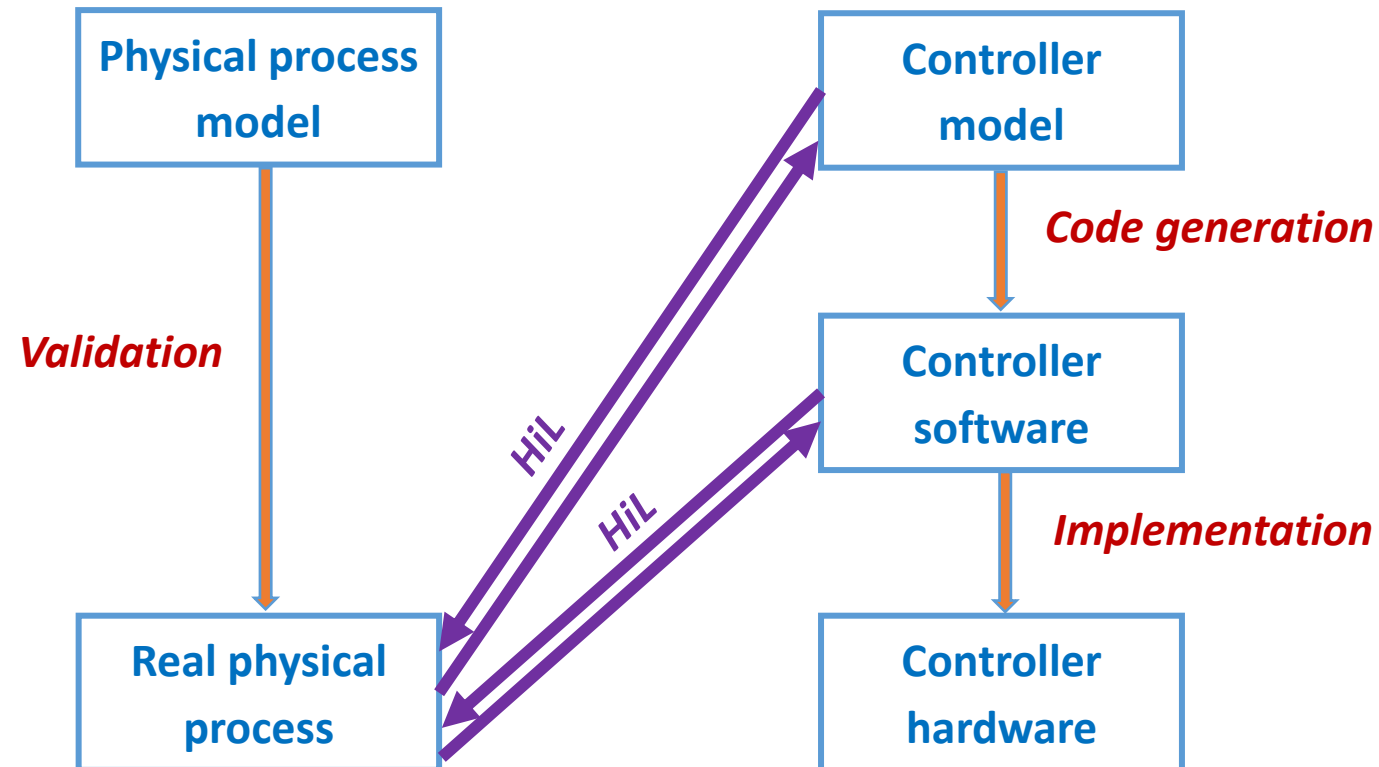 Physical process
model
Controller
model
Code generation
Validation
Controller
software
HiL
HiL
Implementation
Real physical
process
Controller
hardware